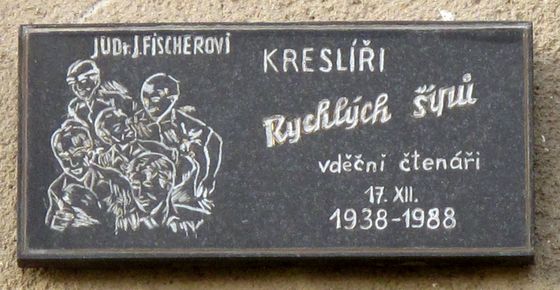 JUDr. J. FISCHEROVI
KRESLÍŘI
Rychlých šípů
vděční čtenáři
17. XII.
1938-1988